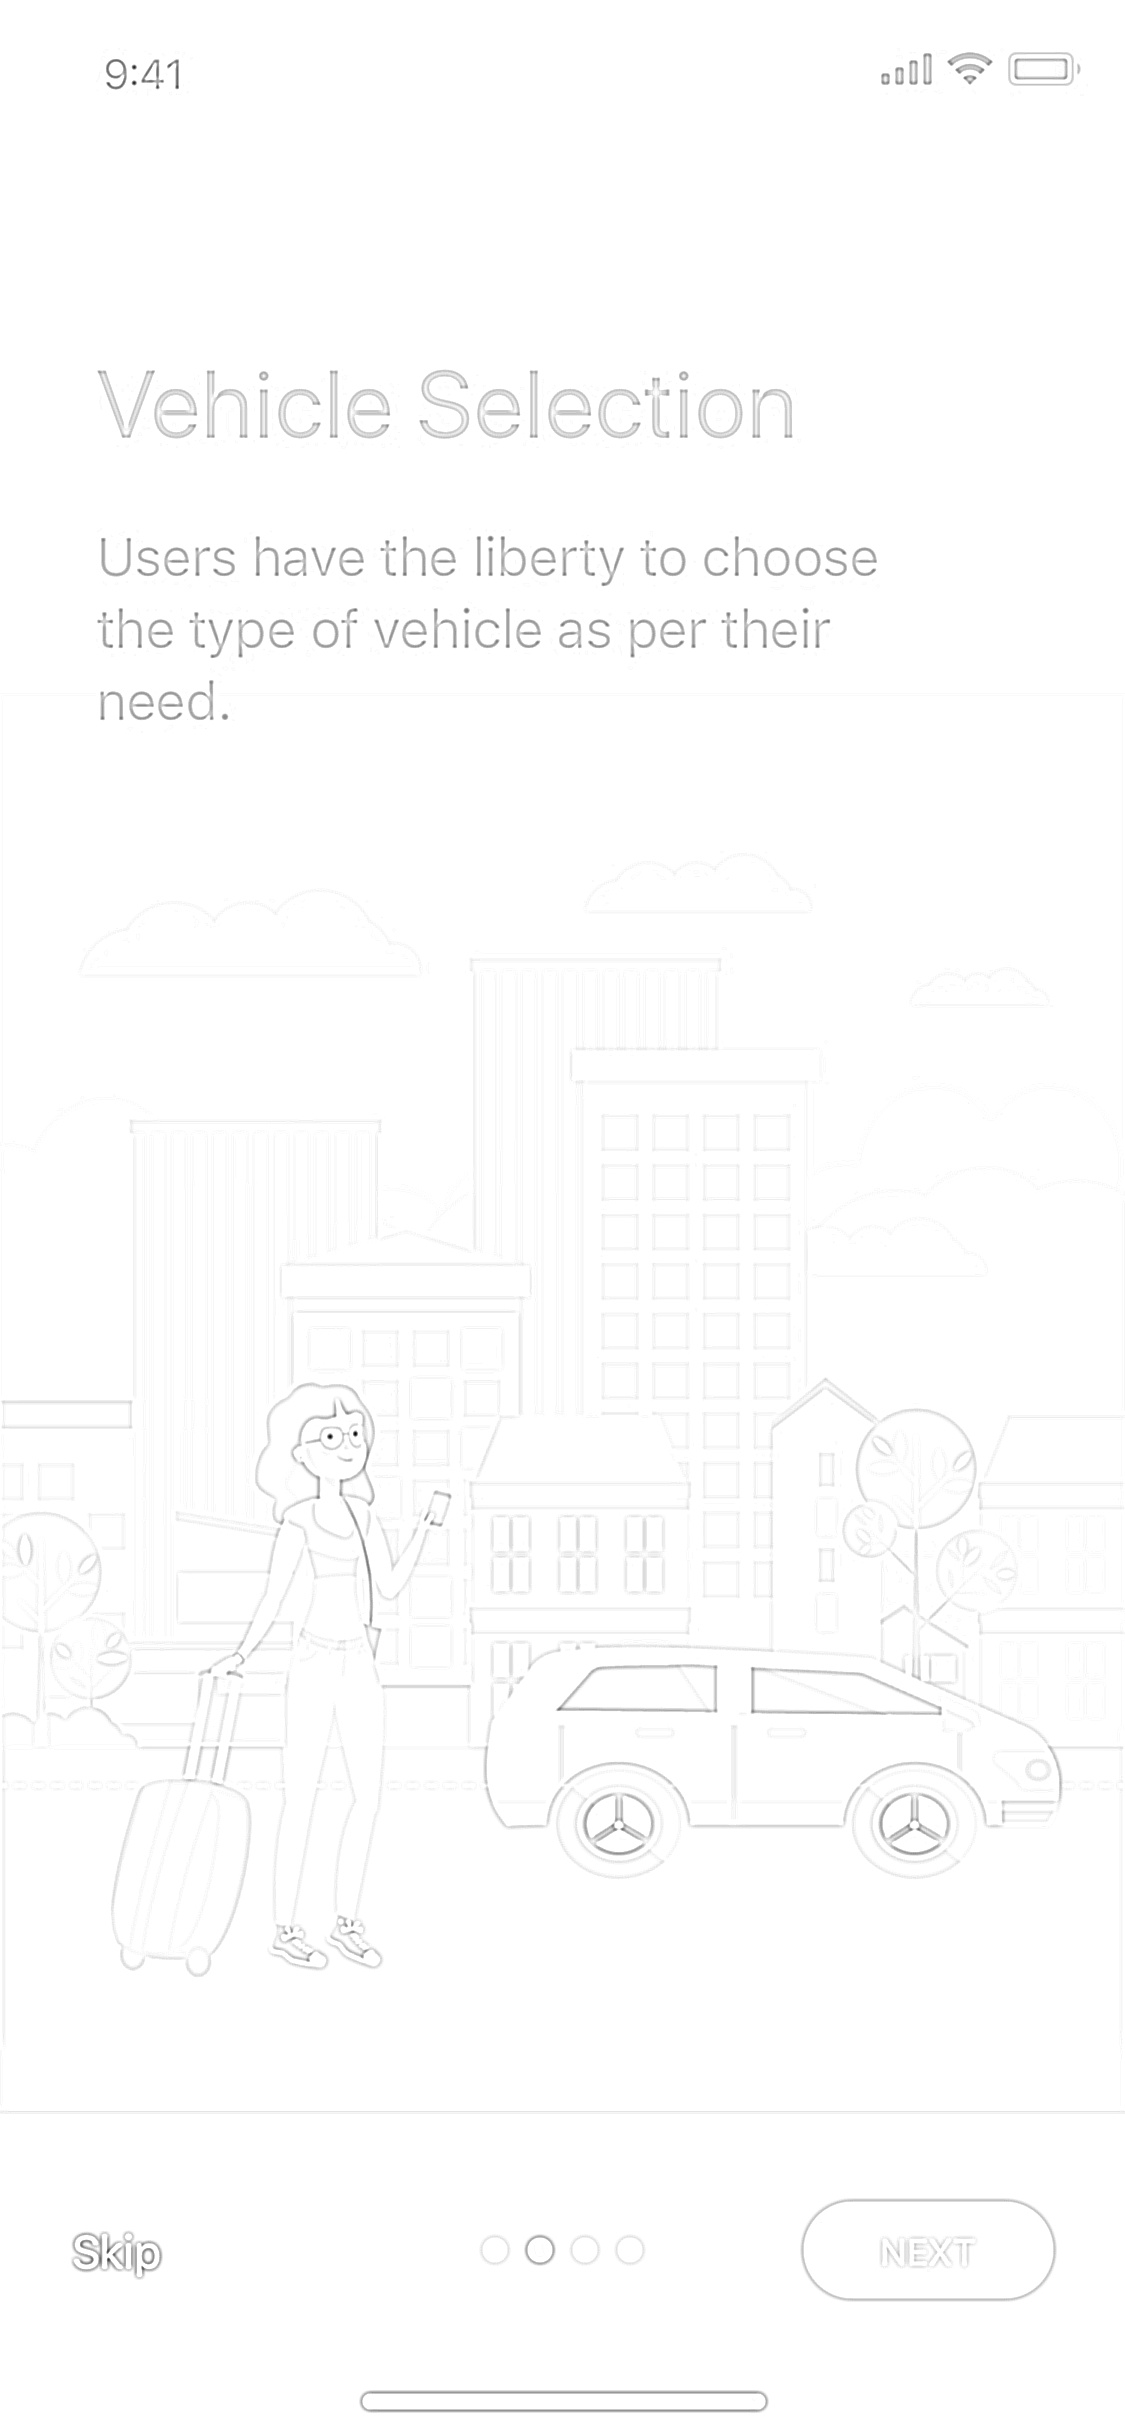 9:41
Vehicle Selection
Users have the liberty to choose
the type of vehicle as per their
need.
Skip
NEXT